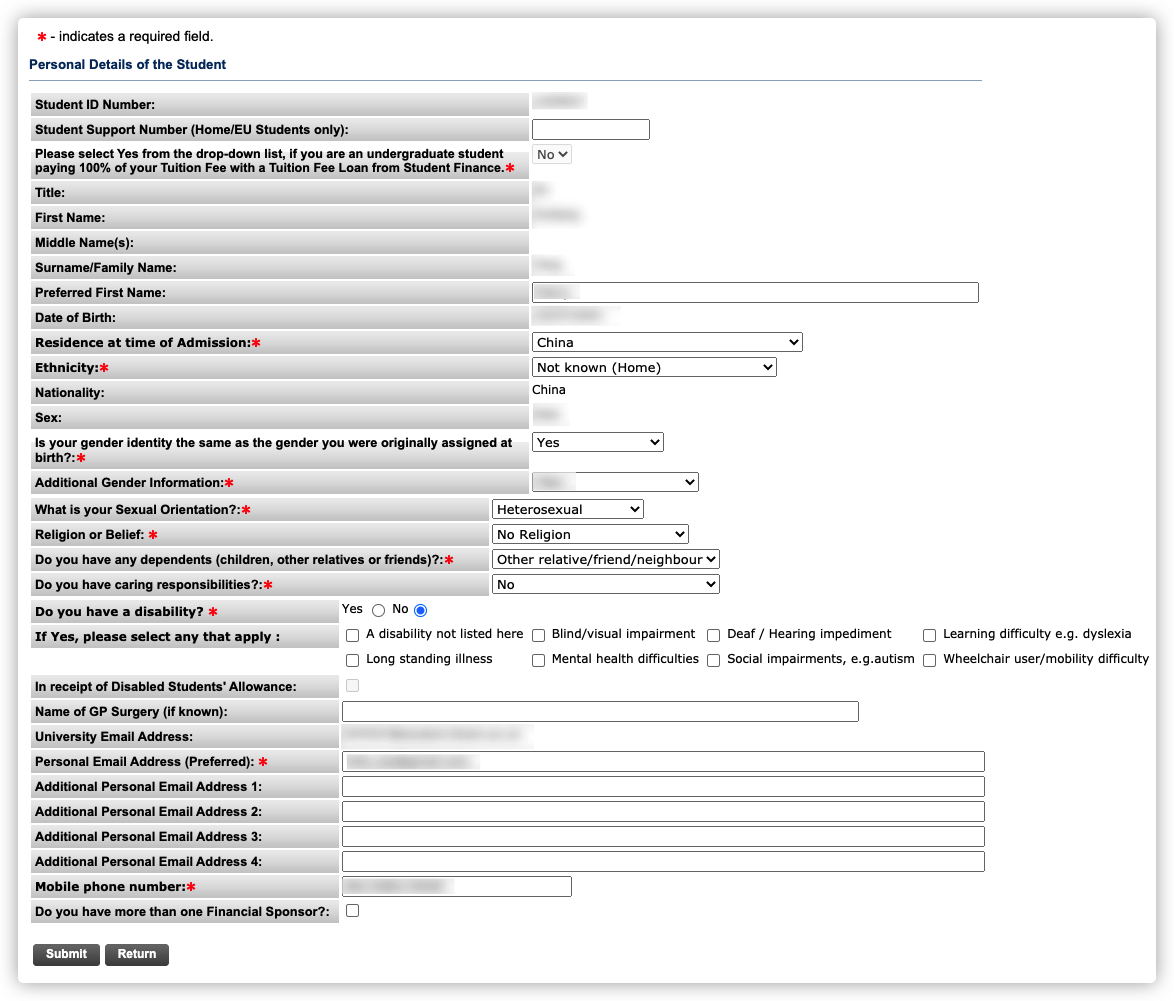 * - indicates a required field.
Personal Details of the Student
Student ID Number:
Student Support Number (Home/EU Students only):
Please select Yes from the drop-down list, if you are an undergraduate student
paying 100% of your Tuition Fee with a Tuition Fee Loan from Student Finance.* No
Title:
First Name:
Middle Name(s):
Surname/Family Name:
Preferred First Name:
Date of Birth:
Residence at time of Admission:* China
Ethnicity:* Not known (Home)
Nationality: China
Sex:
Is your gender identity the same as the gender you were originally assigned at
birth?:* Yes
Additional Gender Information:*
What is your Sexual Orientation?:* Heterosexual
Religion or Belief: * No Religion
Do you have any dependents (children, other relatives or friends)?:* Other relative/friend/neighbour
Do you have caring responsibilities?:* No
Do you have a disability? * Yes No
If Yes, please select any that apply : A disability not listed here Blind/visual impairment Deaf / Hearing impediment Learning difficulty e.g. dyslexia
Long standing illness Mental health difficulties Social impairments, e.g.autism Wheelchair user/mobility difficulty
In receipt of Disabled Students' Allowance:
Name of GP Surgery (if known):
University Email Address:
Personal Email Address (Preferred): *
Additional Personal Email Address 1:
Additional Personal Email Address 2:
Additional Personal Email Address 3:
Additional Personal Email Address 4:
Mobile phone number:*
Do you have more than one Financial Sponsor?:
Submit Return